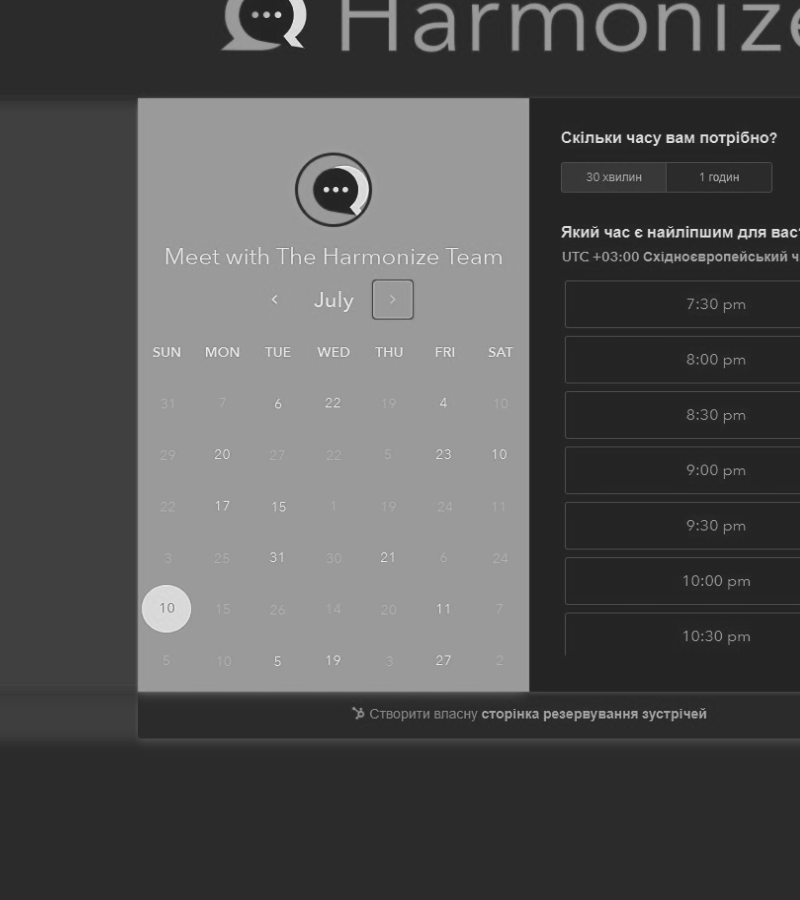 Harmonize
Meet with The Harmonize Team
July
SUN MON TUE WED THU FRI SAT
31 7 6 22 19 4 10
29 20 27 22 5 23 10
22 17 15 1 19 24 11
3 25 31 30 21 6 24
10 15 26 14 20 11 7
5 10 5 19 3 27 2
Скільки часу вам потрібно?
30 хвилин 1 годин
Який час є найліпшим для вас?
UTC +03:00 Східноєвропейський ч
7:30 pm
8:00 pm
8:30 pm
9:00 pm
9:30 pm
10:00 pm
10:30 pm
Створити власну сторінка резервування зустрічей